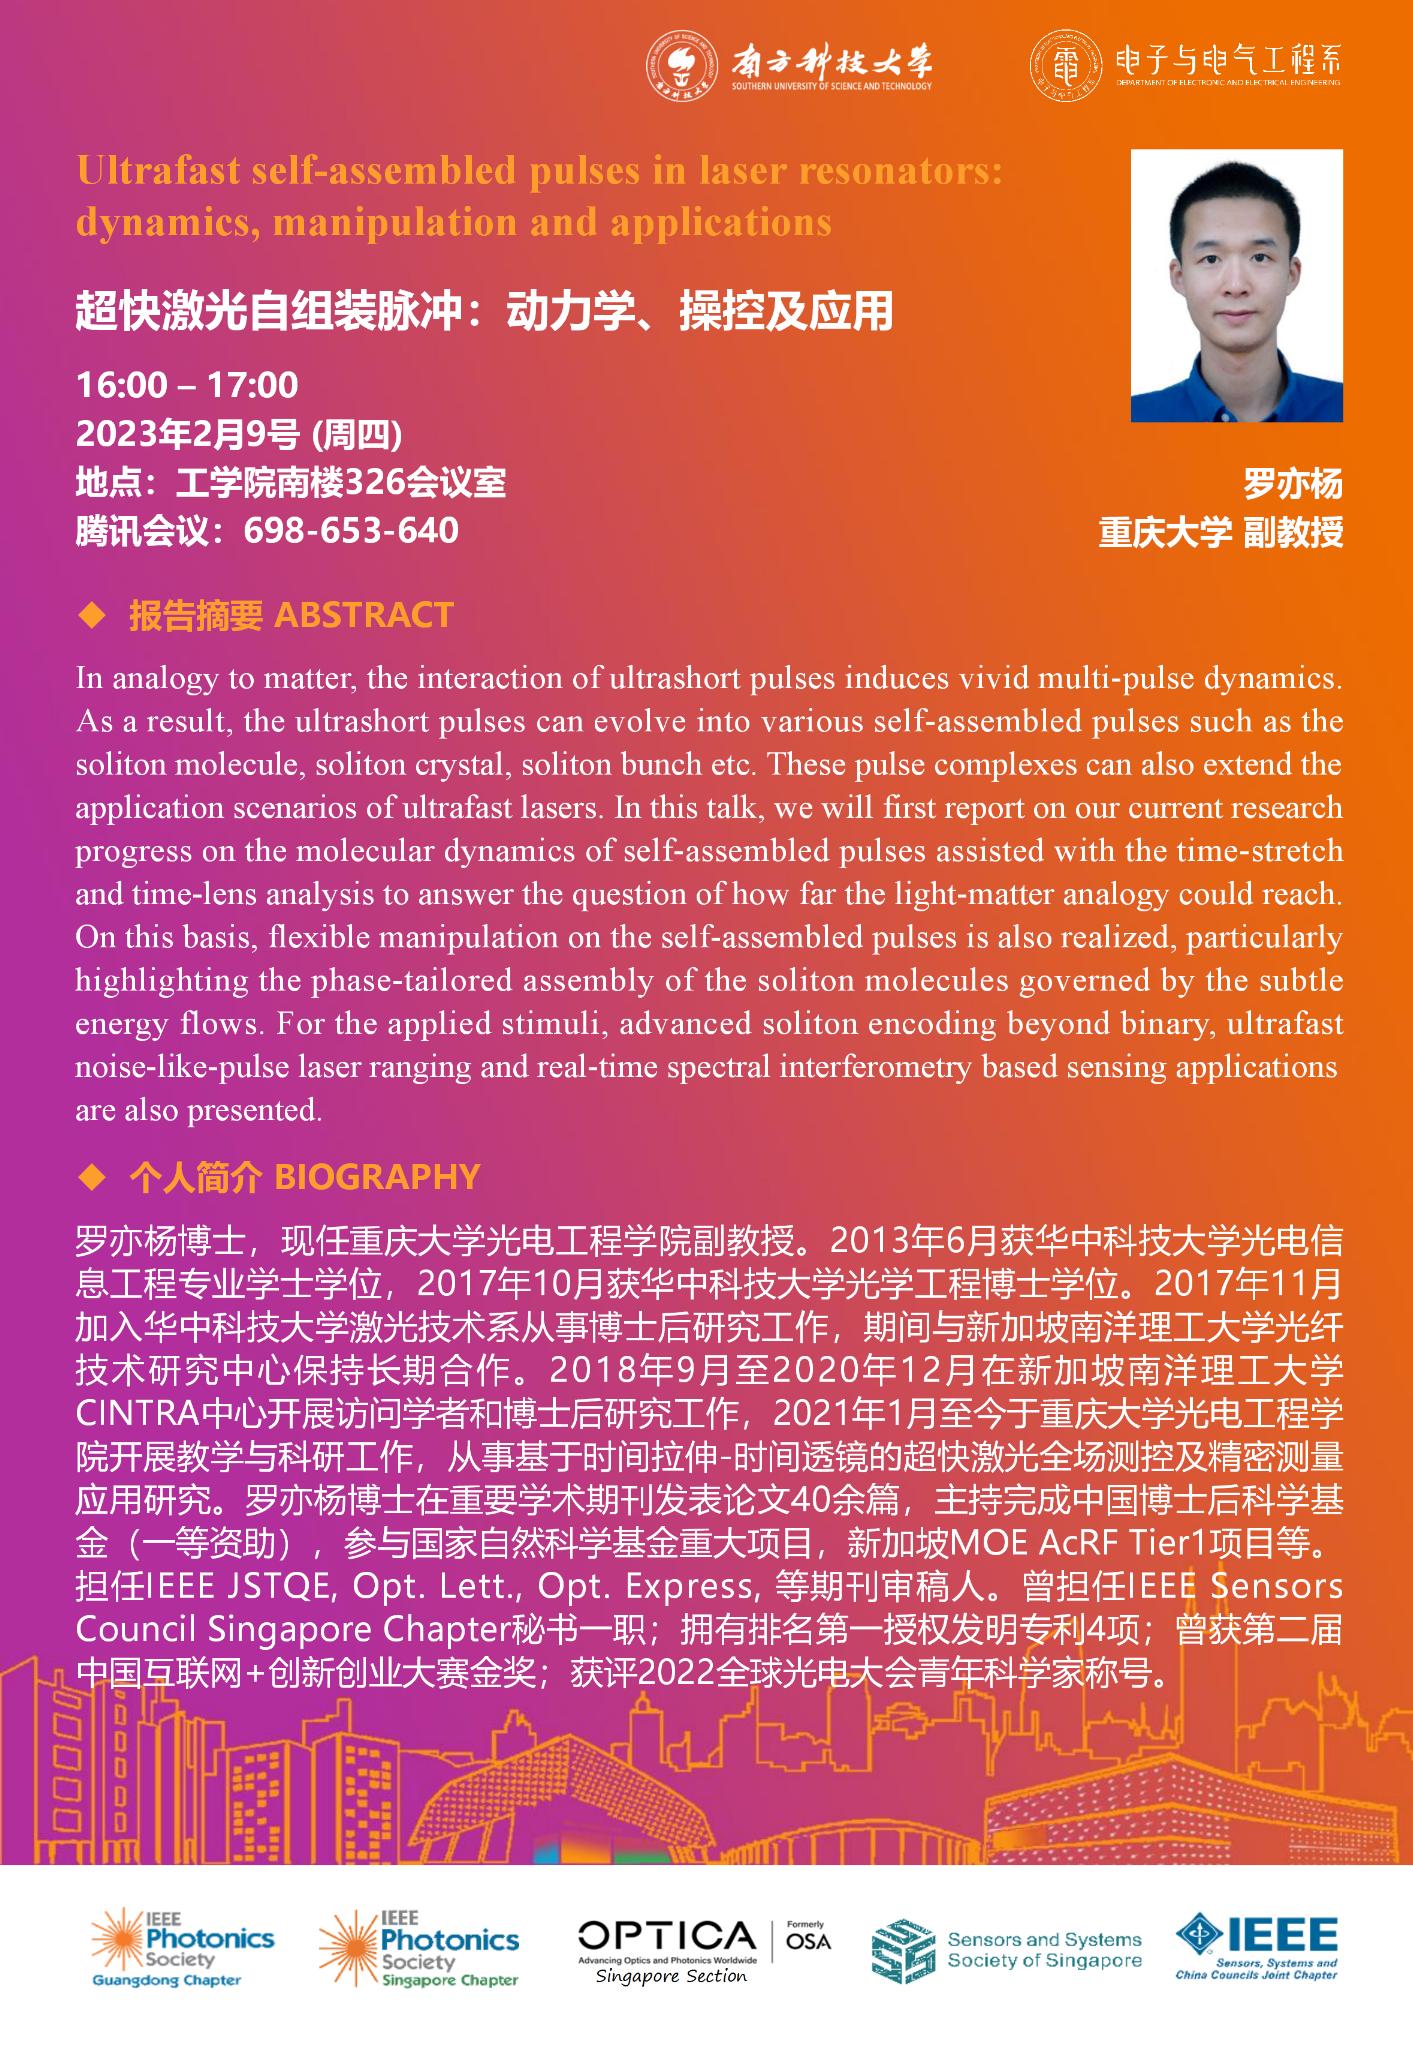 南方科技大学
SOUTHERN UNIVERSITY OF SCIENCE AND TECHNOLOGY
電
电子与电气工程系
DEPARTMENT OF ELECTRONIC AND ELECTRICAL ENGINEERING
Ultrafast self-assembled pulses in laser resonators:
dynamics, manipulation and applications
超快激光自组装脉冲：动力学、操控及应用
16:00 – 17:00
2023年2月9号 (周四)
地点：工学院南楼326会议室
腾讯会议：698-653-640
罗亦杨
重庆大学 副教授
◆ 报告摘要 ABSTRACT
In analogy to matter, the interaction of ultrashort pulses induces vivid multi-pulse dynamics.
As a result, the ultrashort pulses can evolve into various self-assembled pulses such as the
soliton molecule, soliton crystal, soliton bunch etc. These pulse complexes can also extend the
application scenarios of ultrafast lasers. In this talk, we will first report on our current research
progress on the molecular dynamics of self-assembled pulses assisted with the time-stretch
and time-lens analysis to answer the question of how far the light-matter analogy could reach.
On this basis, flexible manipulation on the self-assembled pulses is also realized, particularly
highlighting the phase-tailored assembly of the soliton molecules governed by the subtle
energy flows. For the applied stimuli, advanced soliton encoding beyond binary, ultrafast
noise-like-pulse laser ranging and real-time spectral interferometry based sensing applications
are also presented.
◆ 个人简介 BIOGRAPHY
罗亦杨博士，现任重庆大学光电工程学院副教授。2013年6月获华中科技大学光电信
息工程专业学士学位，2017年10月获华中科技大学光学工程博士学位。2017年11月
加入华中科技大学激光技术系从事博士后研究工作，期间与新加坡南洋理工大学光纤
技术研究中心保持长期合作。2018年9月至2020年12月在新加坡南洋理工大学
CINTRA中心开展访问学者和博士后研究工作，2021年1月至今于重庆大学光电工程学
院开展教学与科研工作，从事基于时间拉伸-时间透镜的超快激光全场测控及精密测量
应用研究。罗亦杨博士在重要学术期刊发表论文40余篇，主持完成中国博士后科学基
金（一等资助），参与国家自然科学基金重大项目，新加坡MOE AcRF Tier1项目等。
担任IEEE JSTQE, Opt. Lett., Opt. Express, 等期刊审稿人。曾担任IEEE Sensors
Council Singapore Chapter秘书一职；拥有排名第一授权发明专利4项；曾获第二届
中国互联网+创新创业大赛金奖；获评2022全球光电大会青年科学家称号。
IEEE
Photonics
Society
Guangdong Chapter
IEEE
Photonics
Society
Singapore Chapter
OPTICA
Formerly
OSA
Advancing Optics and Photonics Worldwide
Singapore Section
Sensors and Systems
Society of Singapore
IEEE
Sensors, Systems and
China Councils Joint Chapter